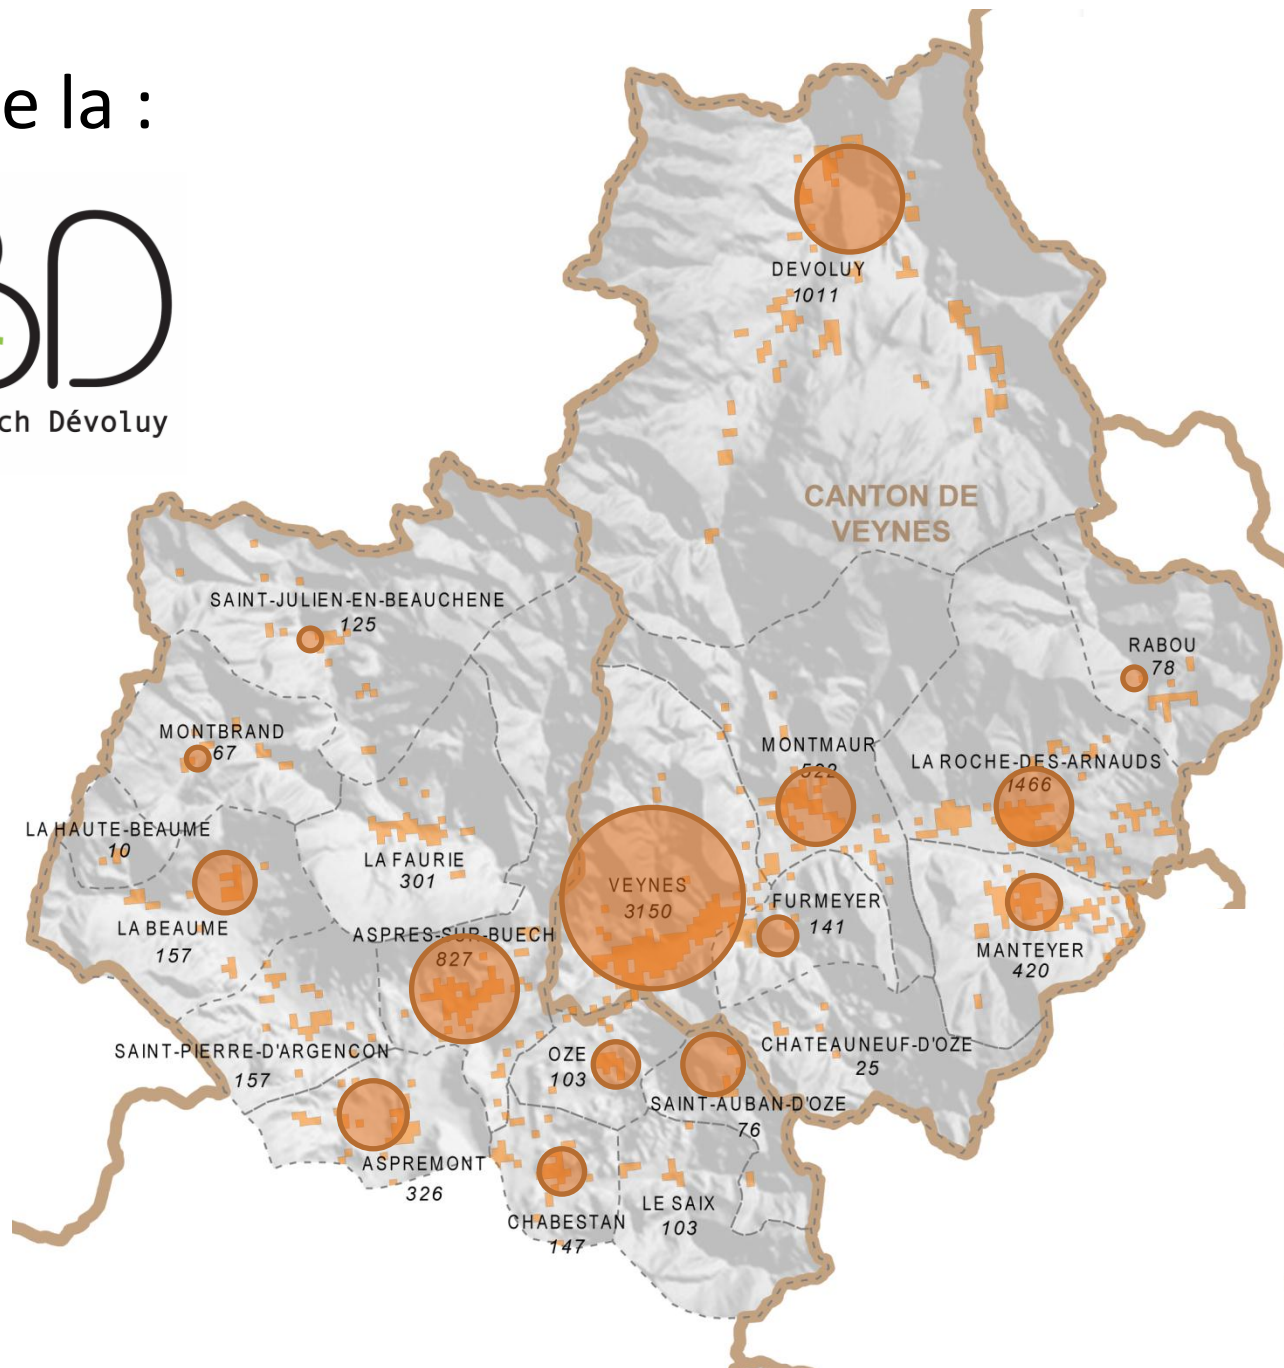 e la :
BD
ch Dévoluy
DEVOLUY
1011
CANTON DE
VEYNES
SAINT-JULIEN-EN-BEAUCHENE
125
RABOU
78
MONTBRAND
67
MONTMAUR
522
LA ROCHE-DES-ARNAUDS
1466
LA HAUTE-BEAUME
10
LA FAURIE
301
VEYNES
3150
FURMEYER
141
LA BEAUME
157
ASPRES-SUR-BUECH
827
MANTEYER
420
SAINT-PIERRE-D'ARGENCON
157
OZE
103
CHATEAUNEUF-D'OZE
25
SAINT-AUBAN-D'OZE
76
ASPREMONT
326
LE SAIX
103
CHABESTAN
147